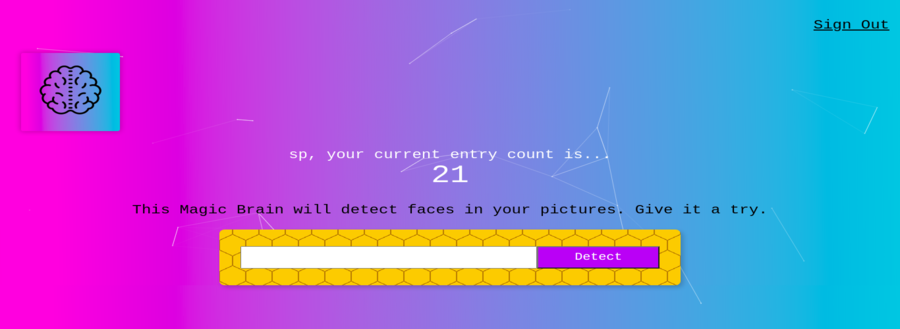 Sign Out
sp, your current entry count is...
21
This Magic Brain will detect faces in your pictures. Give it a try.
Detect